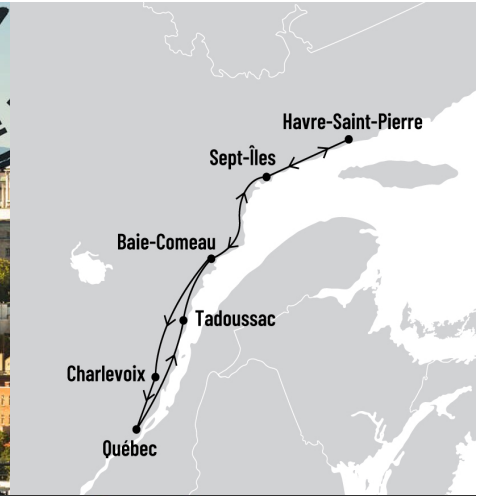 Havre-Saint-Pierre
Sept-Îles
Baie-Comeau
Tadoussac
Charlevoix
Québec